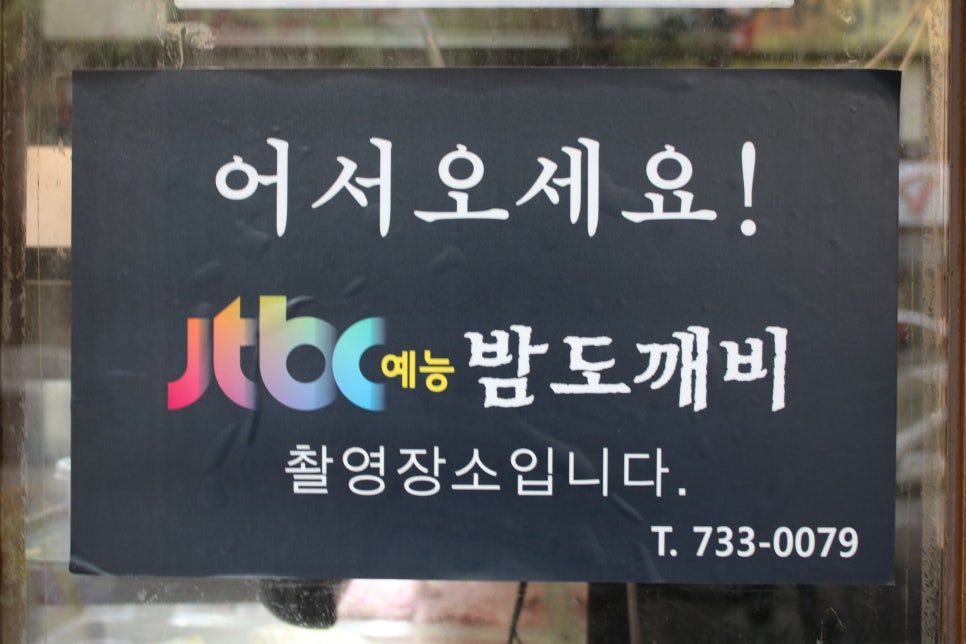 어서오세요!
jtbc 예능 밤도깨비
촬영장소입니다.
T. 733-0079